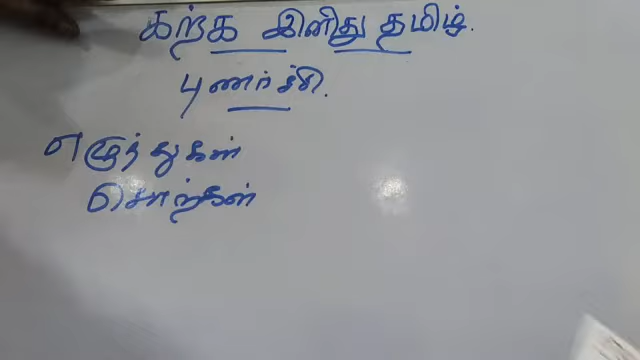 கற்க இனிது தமிழ்.
புணர்ச்சி.
எழுத்துகள்
சொற்கள்